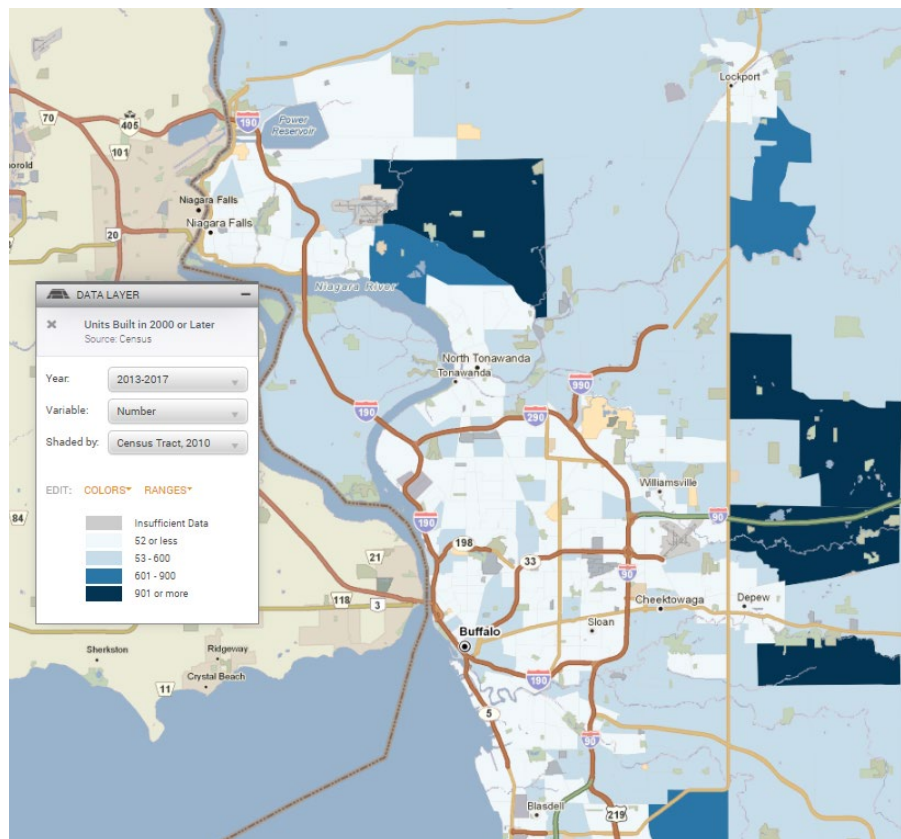 Lockport
190
Power
Reservoir
70
405
101
orold
Niagara Falls
Niagara Falls
20
Niagara River
DATA LAYER
Units Built in 2000 or Later
Source: Census
Year:
2013-2017
Variable:
Number
Shaded by:
Census Tract, 2010
EDIT:
COLORS
RANGES
Insufficient Data
52 or less
53 - 600
601 - 900
901 or more
North Tonawanda
Tonawanda
990
190
290
Williamsville
84
190
90
198
33
21
90
118
3
Cheektowaga
Depew
Sloan
Buffalo
Sherkston
Ridgeway
Crystal Beach
190
11
5
90
Blasdell
219